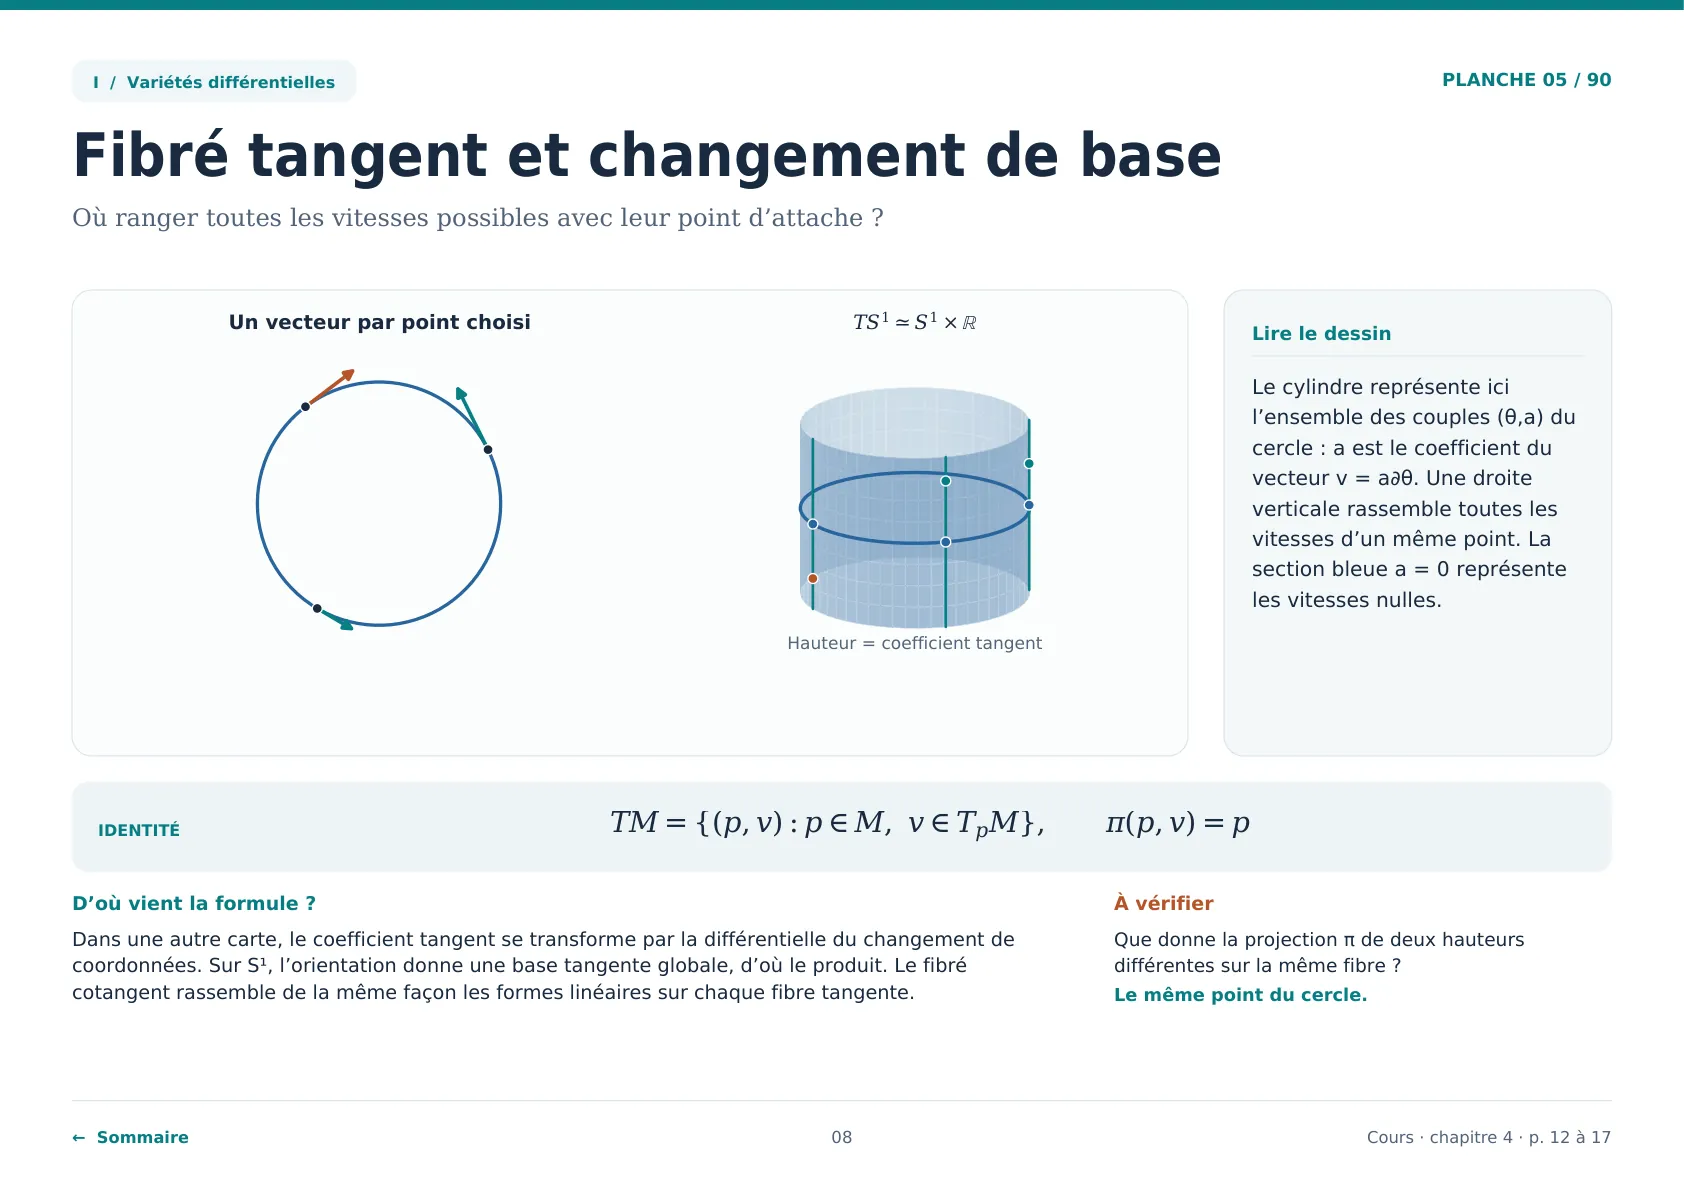 I / Variétés différentielles
PLANCHE 05 / 90
Fibré tangent et changement de base
Où ranger toutes les vitesses possibles avec leur point d’attache ?
Un vecteur par point choisi
TS¹ ≃ S¹ × ℝ
Hauteur = coefficient tangent
Lire le dessin
Le cylindre représente ici
l’ensemble des couples (θ,a) du
cercle : a est le coefficient du
vecteur v = a∂θ. Une droite
verticale rassemble toutes les
vitesses d’un même point. La
section bleue a = 0 représente
les vitesses nulles.
IDENTITÉ
TM = {(p, v) : p ∈ M, v ∈ TₚM}, π(p, v) = p
D’où vient la formule ?
Dans une autre carte, le coefficient tangent se transforme par la différentielle du changement de
coordonnées. Sur S¹, l’orientation donne une base tangente globale, d’où le produit. Le fibré
cotangent rassemble de la même façon les formes linéaires sur chaque fibre tangente.
À vérifier
Que donne la projection π de deux hauteurs
différentes sur la même fibre ?
Le même point du cercle.
← Sommaire
08
Cours · chapitre 4 · p. 12 à 17